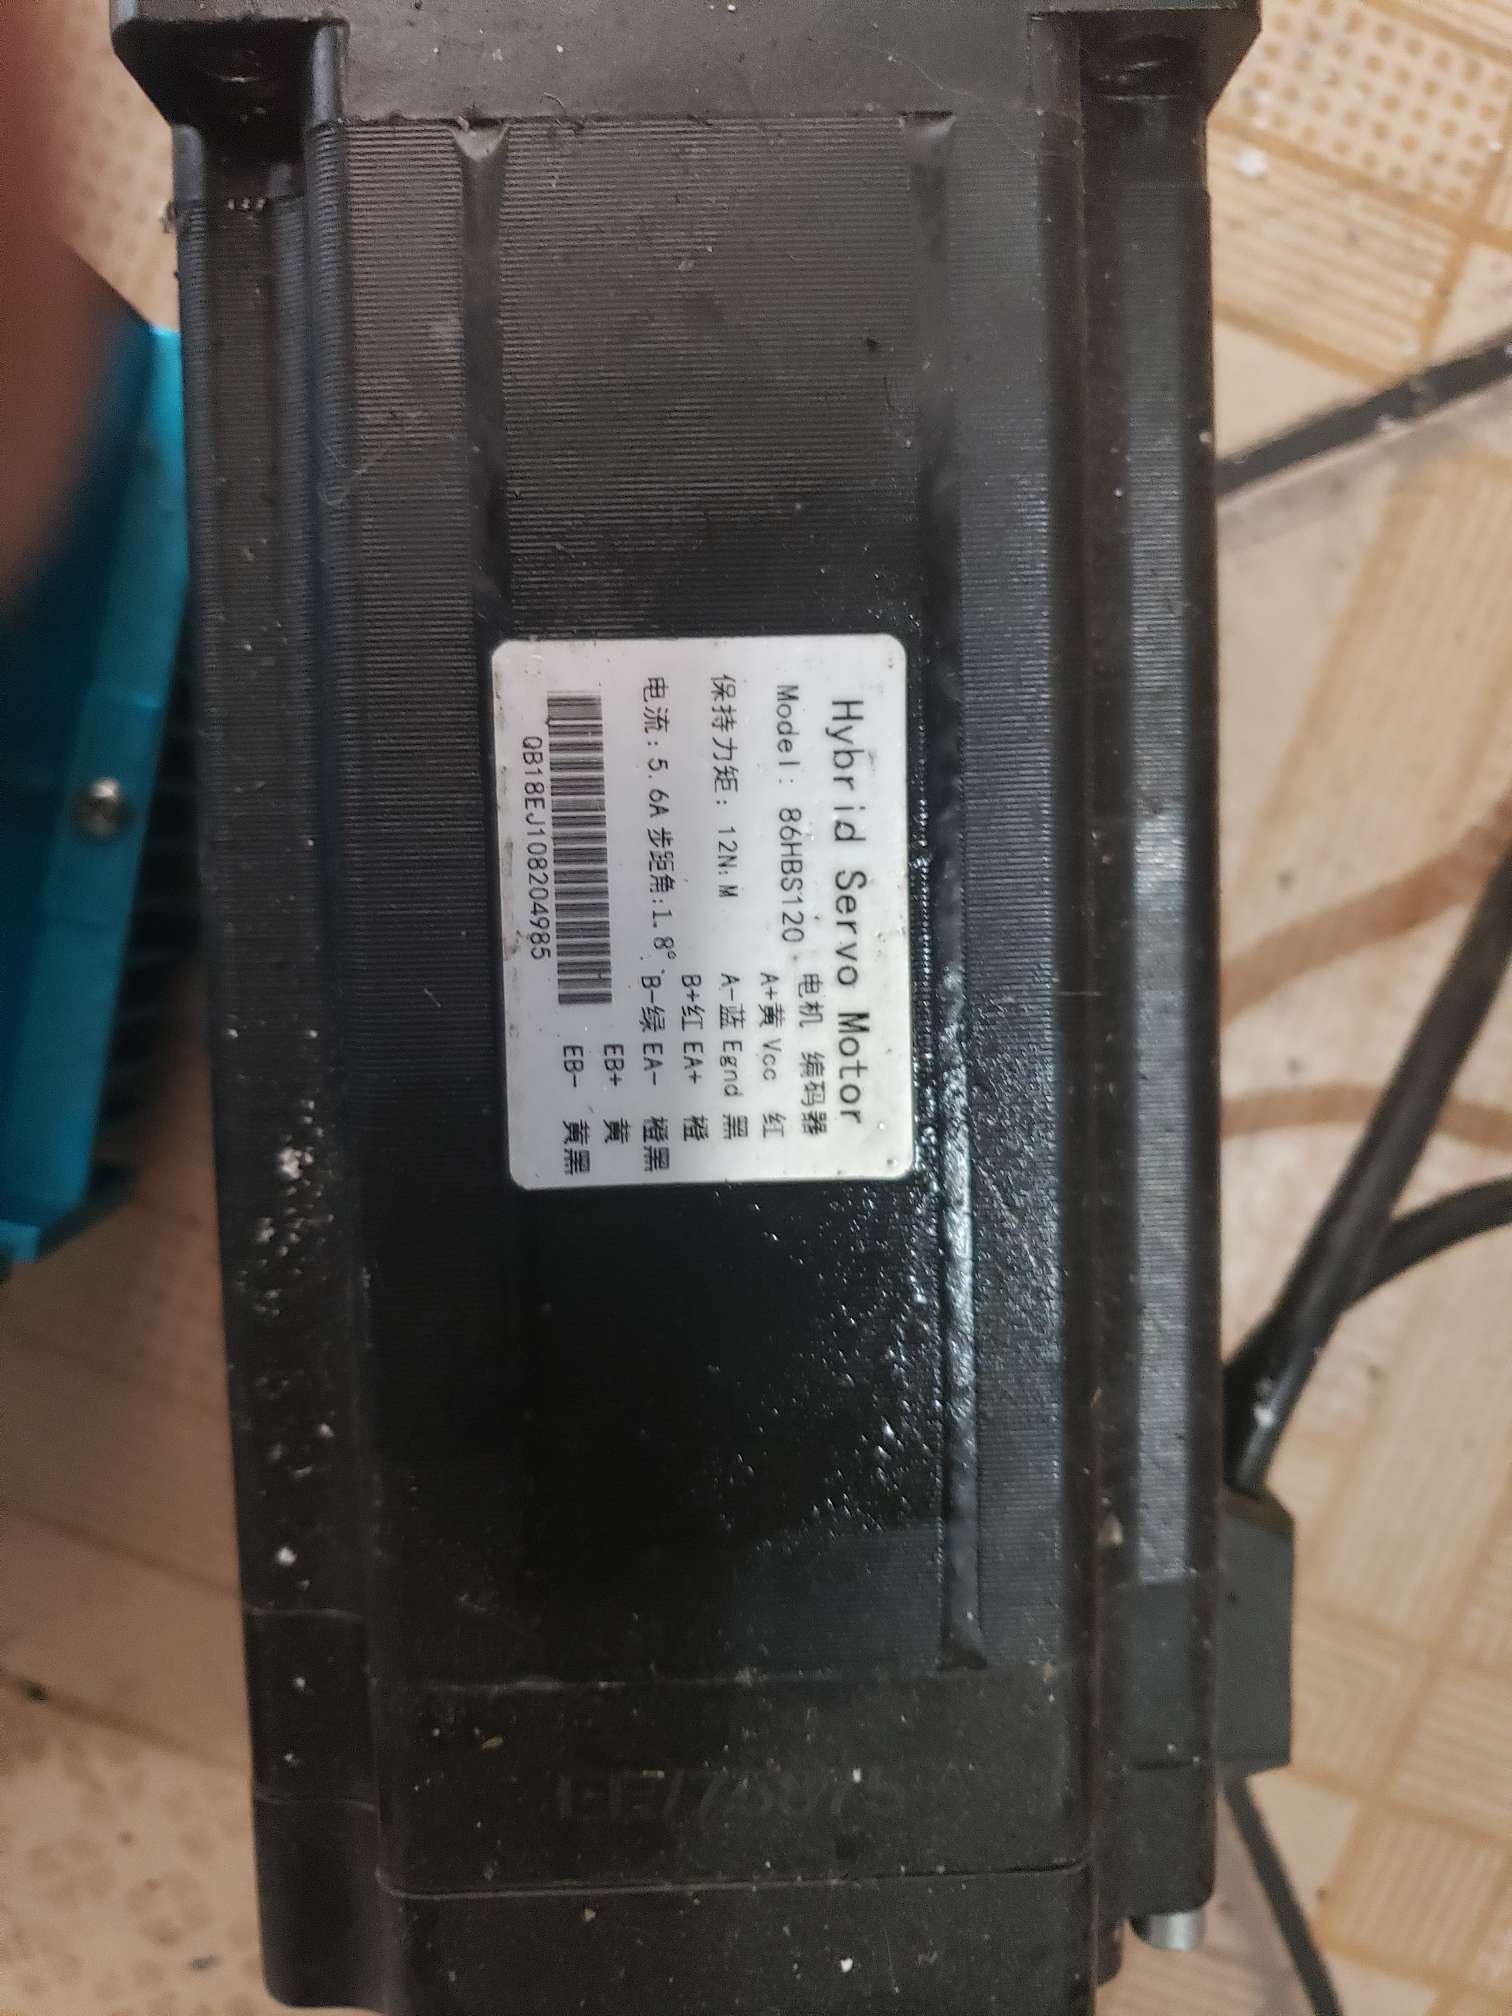 Hybrid Servo Motor
Model: 86HBS120
保持力矩: 12N.M
电流: 5.6A 步距角:1.8°
QB18EJ108204985
电机 编码器
A+黄 Vcc 红
A-蓝 Egnd 黑
B+红 EA+ 橙
B-绿 EA- 橙黑
EB+ 黄
EB- 黄黑